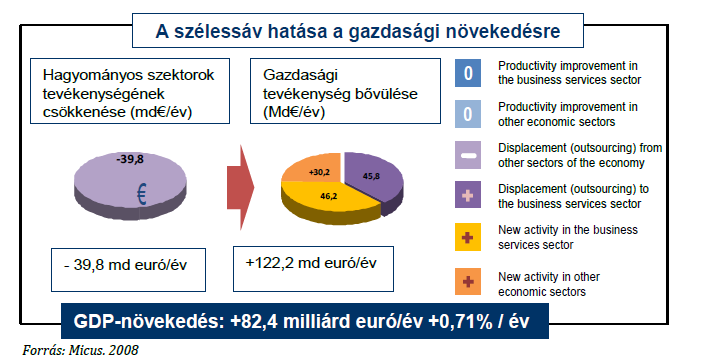 A szélessáv hatása a gazdasági növekedésre
Hagyományos szektorok
tevékenységének
csökkenése (md€/év)
Gazdasági
tevékenység bővülése
(Md€/év)
-39,8
€
+30,2
45,8
46,2
- 39,8 md euró/év
+122,2 md euró/év
0
Productivity improvement in
the business services sector
0
Productivity improvement in
other economic sectors
–
Displacement (outsourcing) from
other sectors of the economy
+
Displacement (outsourcing) to
the business services sector
+
New activity in the business
services sector
+
New activity in other
economic sectors
GDP-növekedés: +82,4 milliárd euró/év +0,71% / év
Forrás: Micus. 2008